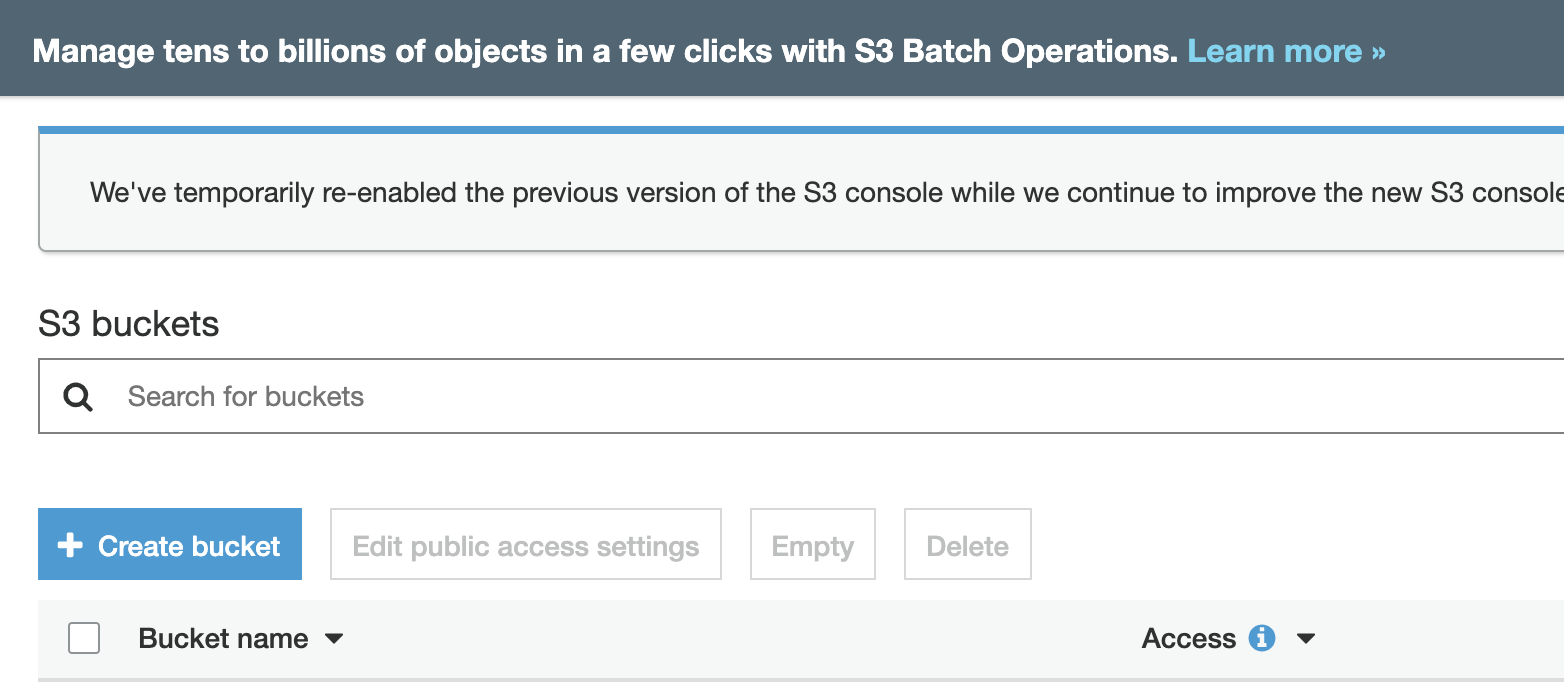 Manage tens to billions of objects in a few clicks with S3 Batch Operations. Learn more »
We've temporarily re-enabled the previous version of the S3 console while we continue to improve the new S3 console
S3 buckets
Search for buckets
Create bucket Edit public access settings Empty Delete
Bucket name Access